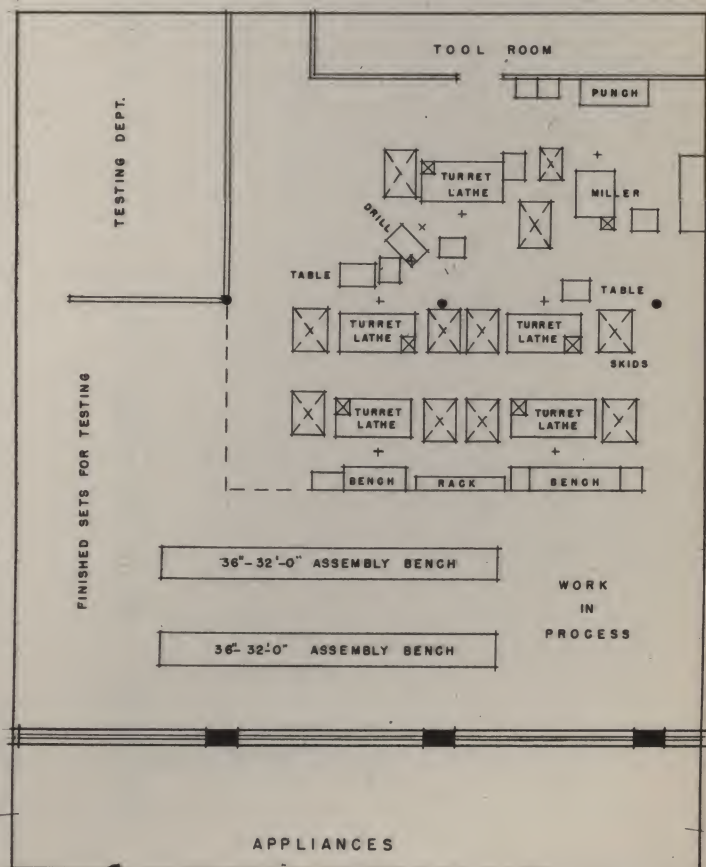 TOOL ROOM
PUNCH
TESTING DEPT.
TURRET
LATHE
MILLER
DRILL
TABLE
TABLE
TURRET
LATHE
TURRET
LATHE
SKIDS
TURRET
LATHE
TURRET
LATHE
BENCH
RACK
BENCH
FINISHED SETS FOR TESTING
36"-32'-0" ASSEMBLY BENCH
WORK
IN
PROCESS
36"-32'-0" ASSEMBLY BENCH
APPLIANCES